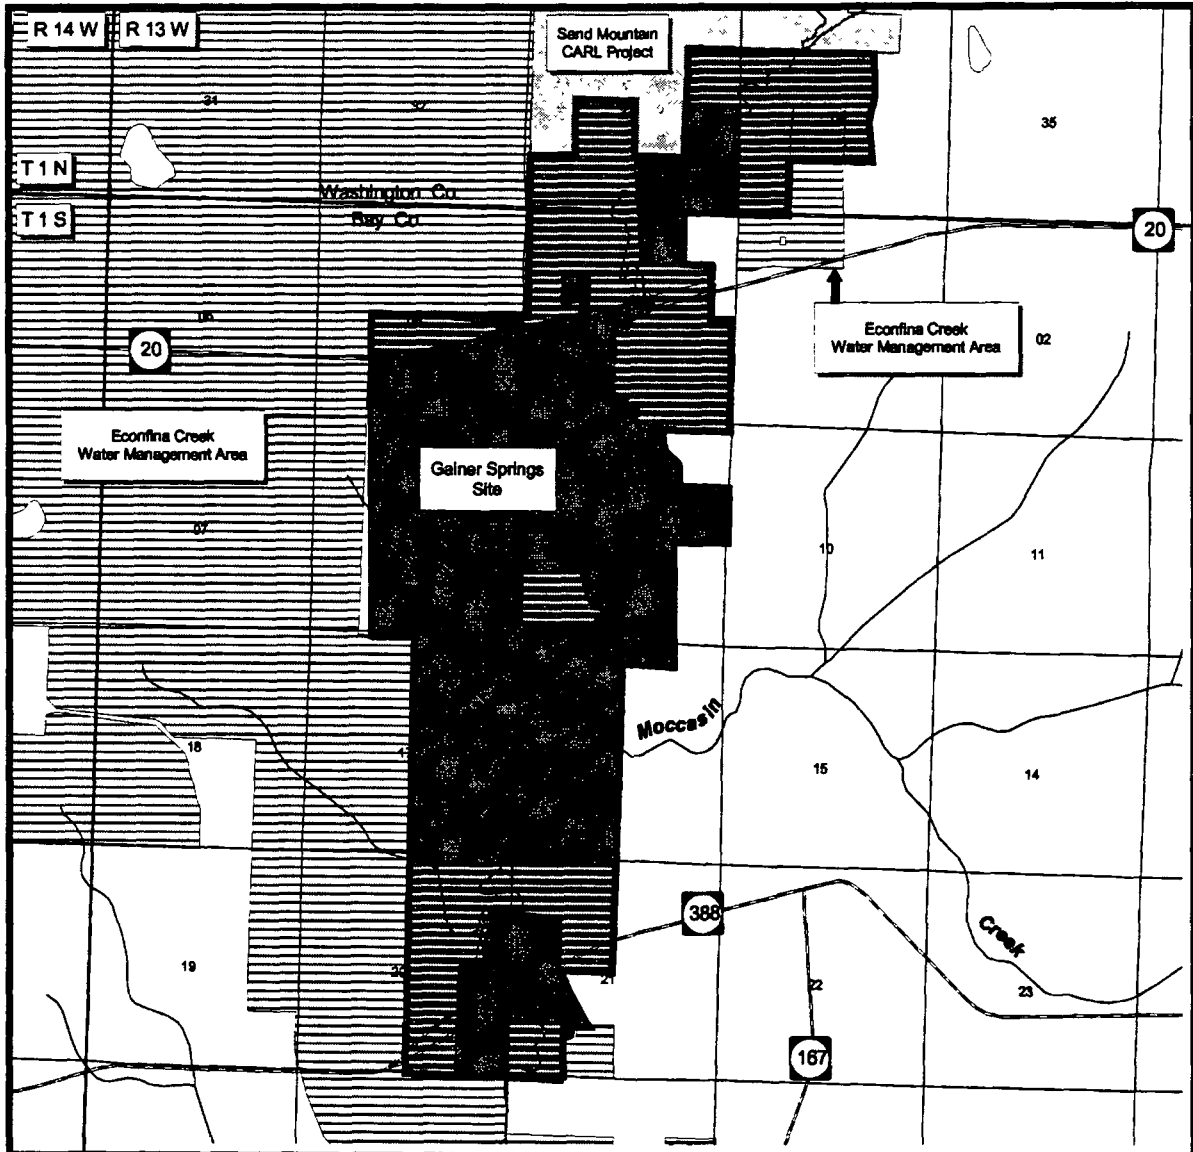 R 14 W
R 13 W
Sand Mountain
CARL Project
31
35
T 1 N
Washington Co.
Bay Co
T 1 S
20
06
20
Econfina Creek
Water Management Area
02
Econfina Creek
Water Management Area
Gainer Springs
Site
07
10
11
Moccasin
18
15
14
388
Creek
19
20
21
22
23
167